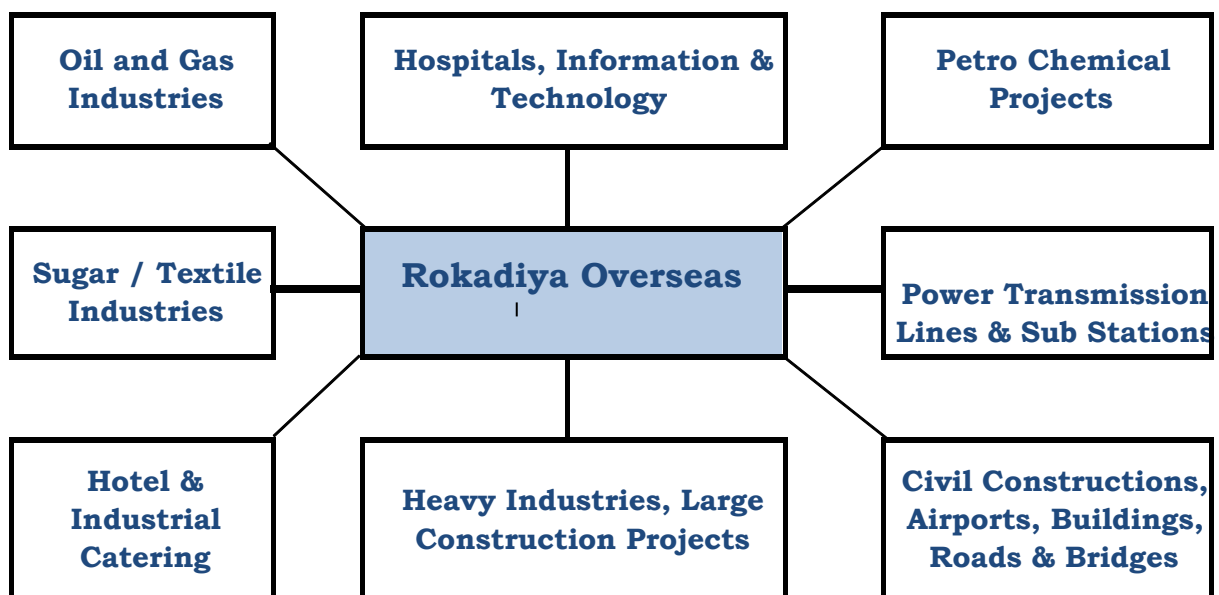 Oil and Gas
Industries
Hospitals, Information &
Technology
Petro Chemical
Projects
Sugar / Textile
Industries
Rokadiya Overseas
Power Transmission
Lines & Sub Stations
Hotel &
Industrial
Catering
Heavy Industries, Large
Construction Projects
Civil Constructions,
Airports, Buildings,
Roads & Bridges